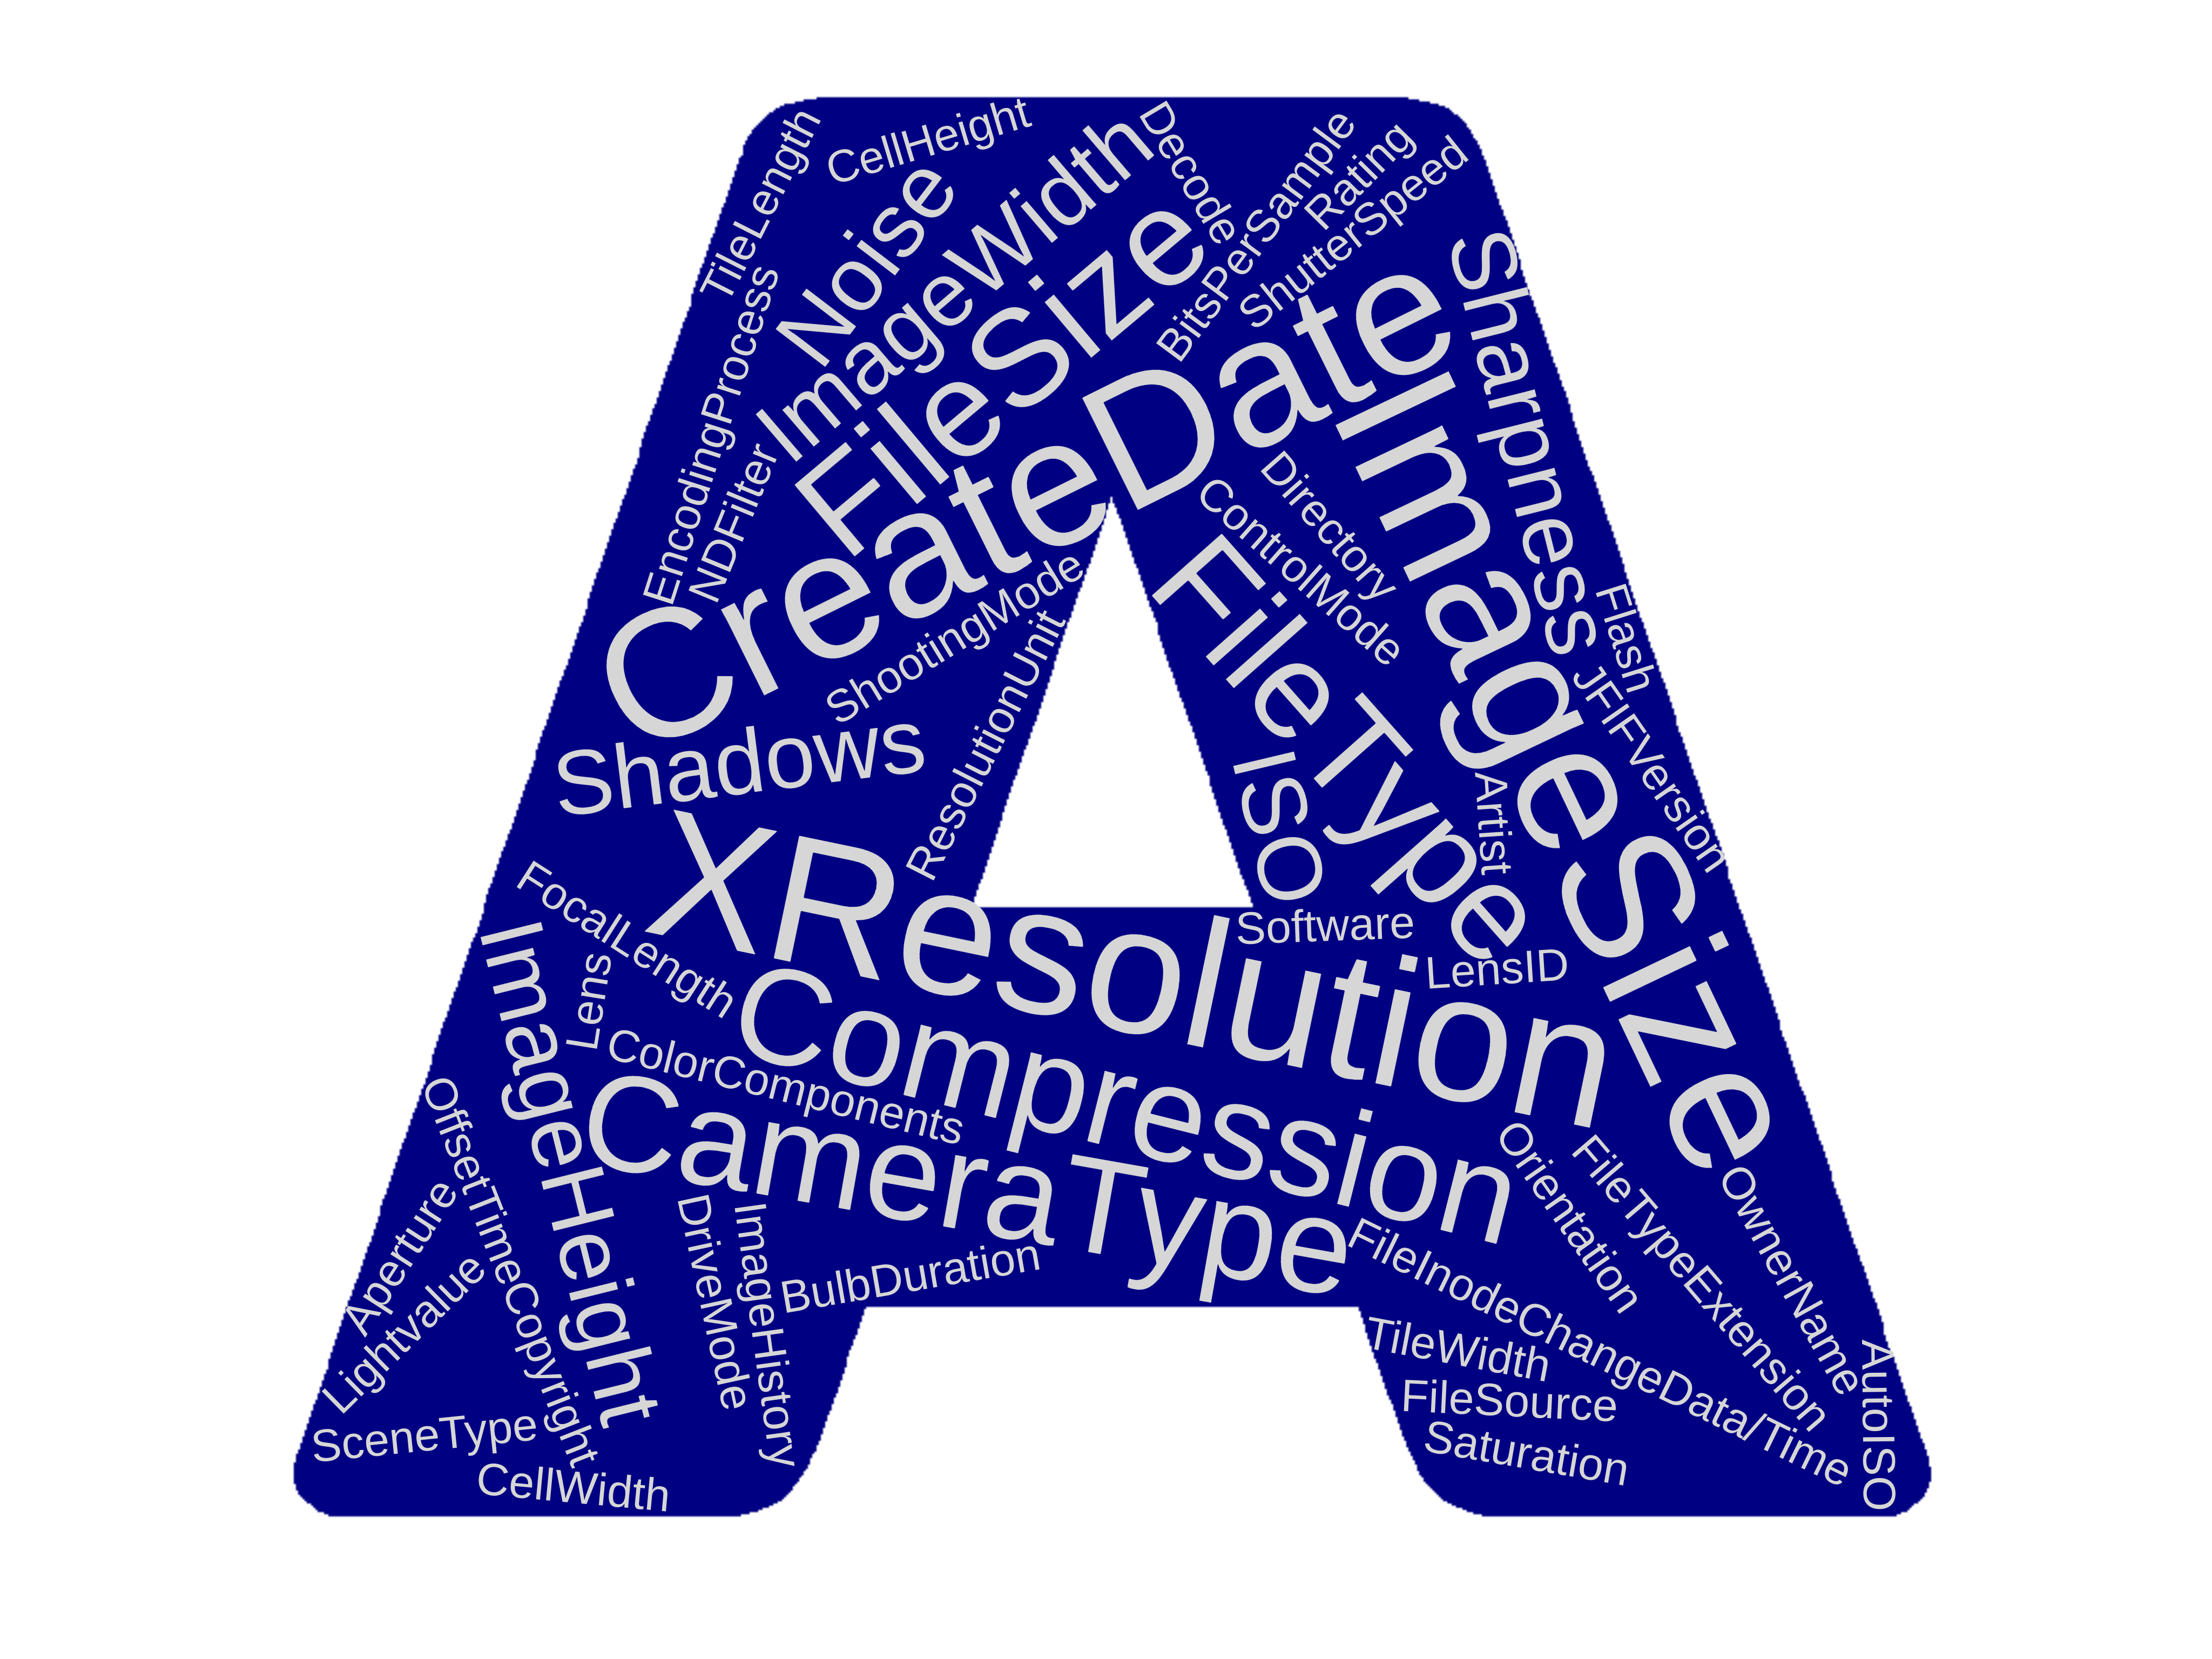 TileLength
CellHeight
Decode
BitsPerSample
Rating
ShutterSpeed
Noise
ImageWidth
Filessize
EncodingProcess
NDFilter
CreateDate
Sharpness
ImageSize
Directory
ControlMode
FileType
ShootingMode
ResolutionUnit
Flash
JFIFVersion
shadows
ISO
Artist
XResolution
Software
LensID
FocalLength
Lens
ImageHeight
Compression
ColorComponents
CameraType
OffsetTimeCopyright
Aperture
Lightvalue
DriveMode
ImageHistory
BulbDuration
Orientation
FileTypeExtension
OwnerName
FileInodeChangeData/Time
TileWidth
AutoISO
FileSource
SceneType
Saturation
CellWidth